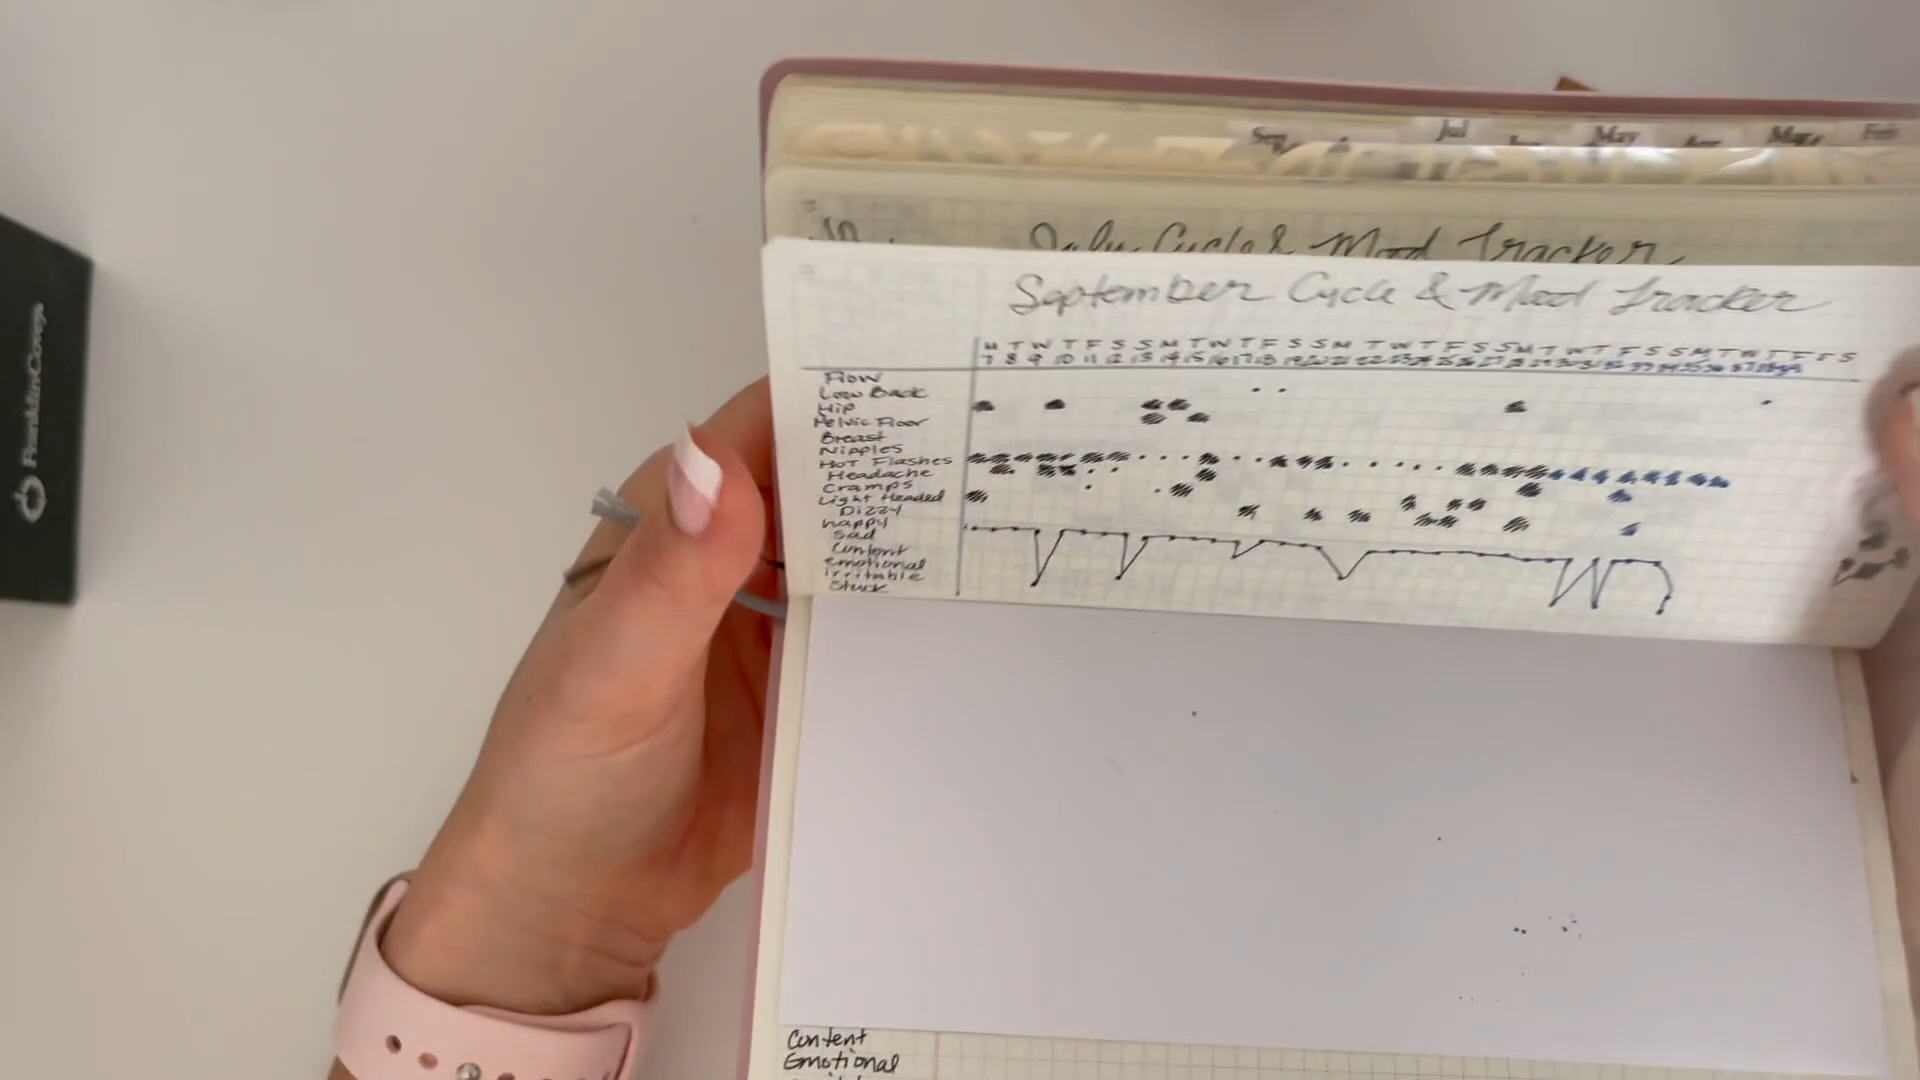 FranklinCovey
Sep Jul May Apr Mar Feb
July Cycle & Mood Tracker
September Cycle & Mood Tracker
M T W T F S S M T W T F S S M T W T F S S M T W T F S S M T W T F S S
7 8 9 10 11 12 13 14 15 16 17 18 19 20 21 22 23 24 25 26 27 28
Flow
Low Back
Hip
Pelvic Floor
Breast
Nipples
Hot Flashes
Headache
Cramps
Light Headed
Dizzy
happy
Sad
Content
emotional
irritable
Stuck
Content
Emotional